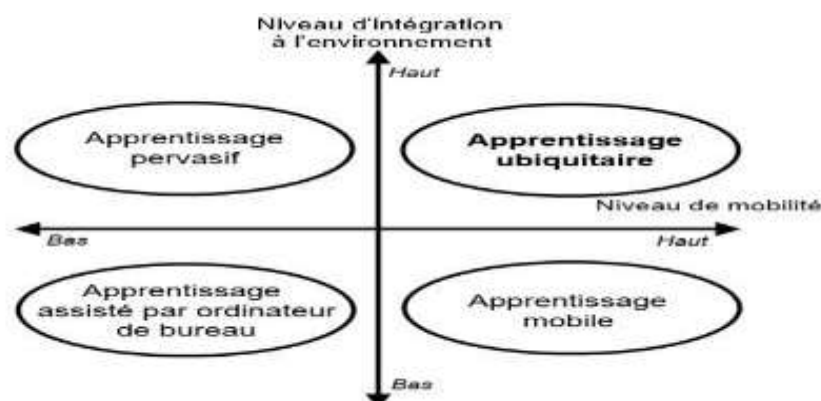 Niveau d'intégration
à l'environnement
Haut
Apprentissage
pervasif
Apprentissage
ubiquitaire
Niveau de mobilité
Bas
Haut
Apprentissage
assisté par ordinateur
de bureau
Apprentissage
mobile
Bas